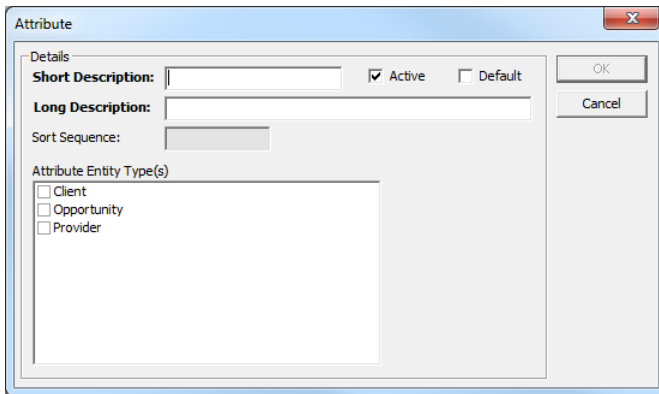 Attribute
Details
Short Description:
Active
Default
OK
Long Description:
Cancel
Sort Sequence:
Attribute Entity Type(s)
Client
Opportunity
Provider